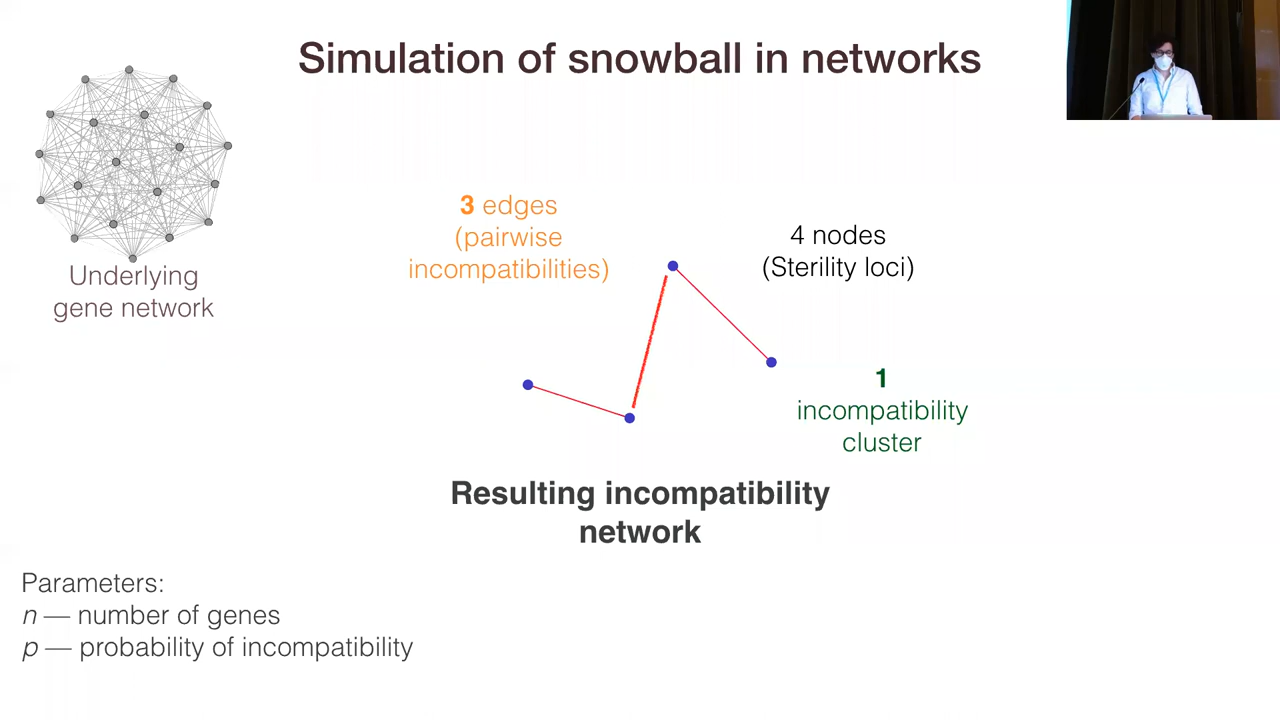 Simulation of snowball in networks
Underlying
gene network
3 edges
(pairwise
incompatibilities)
4 nodes
(Sterility loci)
1
incompatibility
cluster
Resulting incompatibility
network
Parameters:
n — number of genes
p — probability of incompatibility